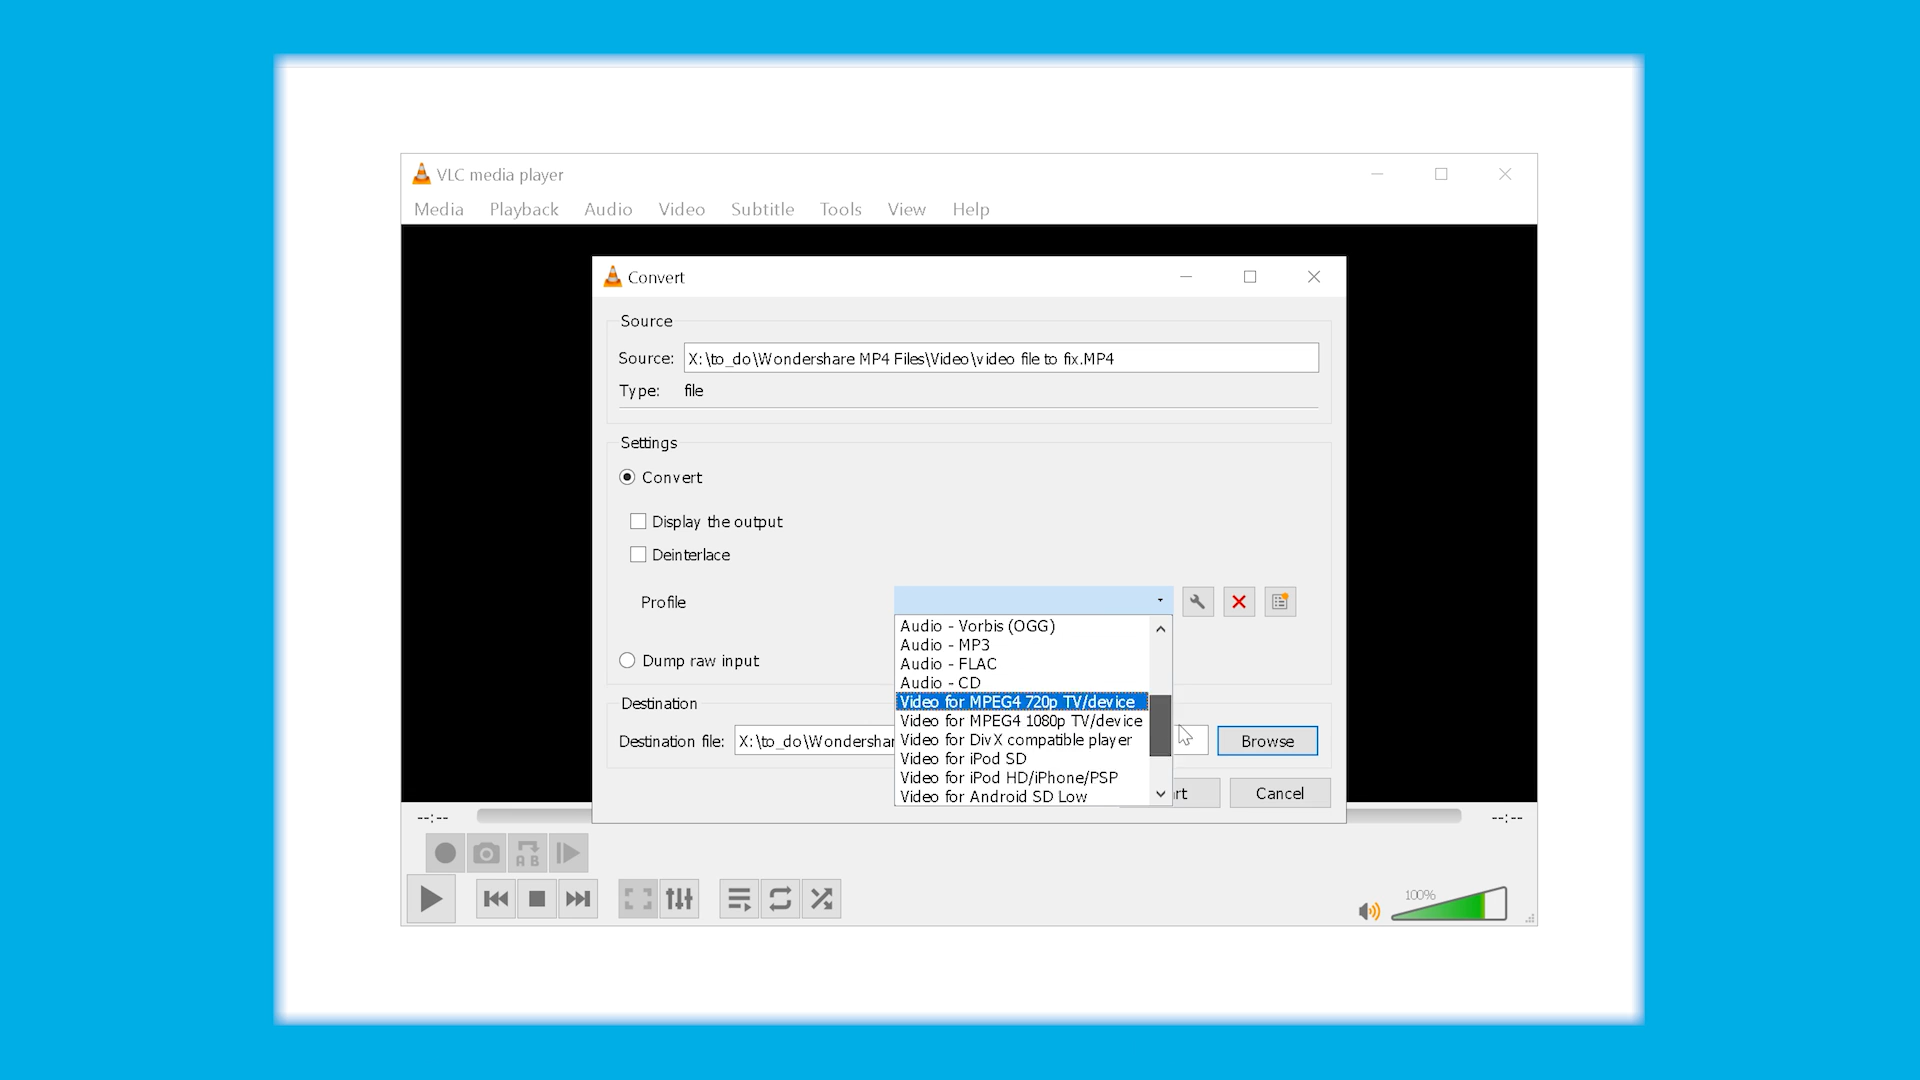 VLC media player
Media Playback Audio Video Subtitle Tools View Help
Convert
Source
Source: X:\to_do\Wondershare MP4 Files\Video\video file to fix.MP4
Type: file
Settings
Convert
Display the output
Deinterlace
Profile
Audio - Vorbis (OGG)
Audio - MP3
Audio - FLAC
Audio - CD
Video for MPEG4 720p TV/device
Video for MPEG4 1080p TV/device
Video for DivX compatible player
Video for iPod SD
Video for iPod HD/iPhone/PSP
Video for Android SD Low
Dump raw input
Destination
Destination file: X:\to_do\Wondershar
Browse
rt Cancel
--:-- --:--
A B
100%